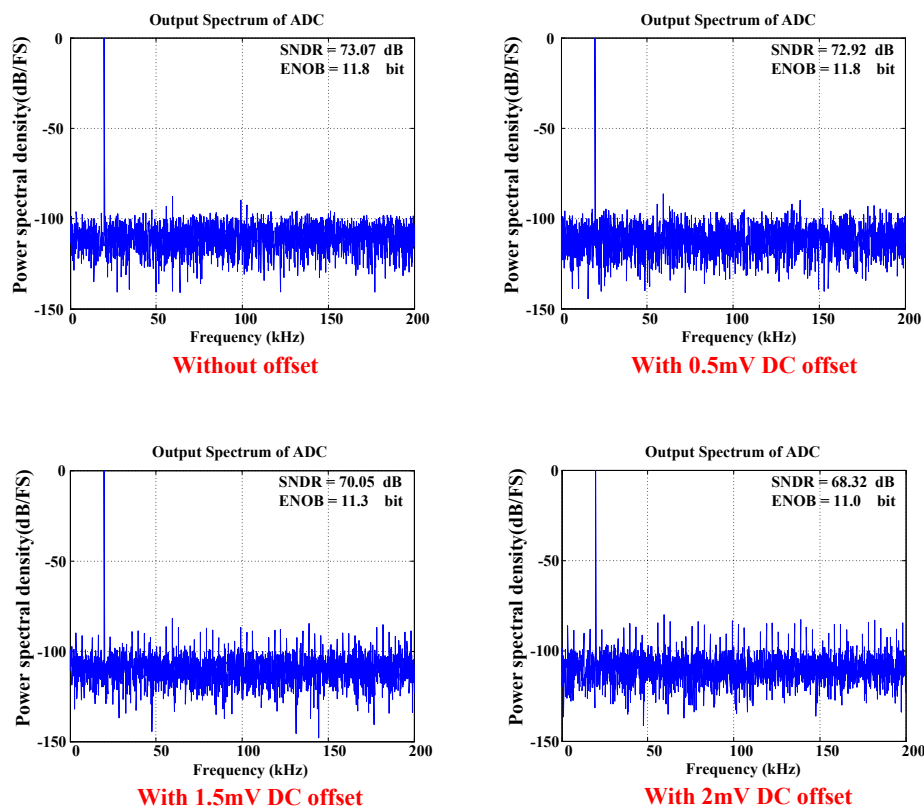 Output Spectrum of ADC
SNDR = 73.07 dB
ENOB = 11.8 bit
Power spectral density(dB/FS)
0
-50
-100
-150
0
50
100
150
200
Frequency (kHz)
Without offset
Output Spectrum of ADC
SNDR = 72.92 dB
ENOB = 11.8 bit
Power spectral density(dB/FS)
0
-50
-100
-150
0
50
100
150
200
Frequency (kHz)
With 0.5mV DC offset
Output Spectrum of ADC
SNDR = 70.05 dB
ENOB = 11.3 bit
Power spectral density(dB/FS)
0
-50
-100
-150
0
50
100
150
200
Frequency (kHz)
With 1.5mV DC offset
Output Spectrum of ADC
SNDR = 68.32 dB
ENOB = 11.0 bit
Power spectral density(dB/FS)
0
-50
-100
-150
0
50
100
150
200
Frequency (kHz)
With 2mV DC offset